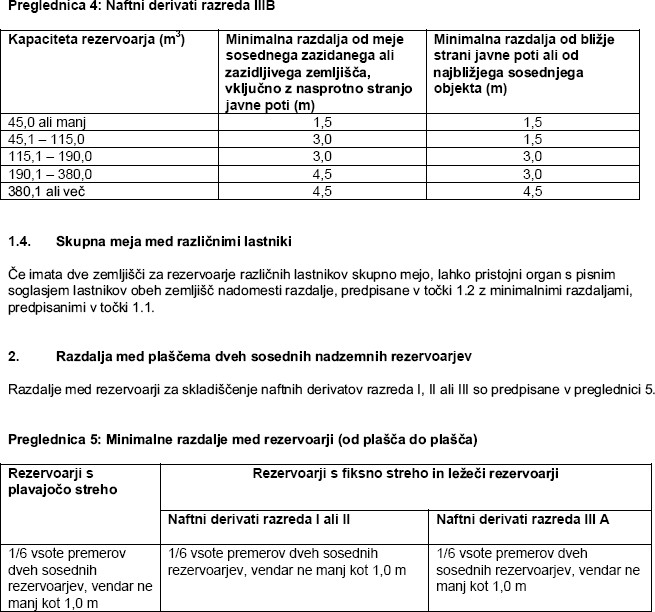 Preglednica 4: Naftni derivati razreda IIIB
Kapaciteta rezervoarja (m³)
Minimalna razdalja od meje
sosednega zazidanega ali
zazidljivega zemljišča,
vključno z nasprotno stranjo
javne poti (m)
Minimalna razdalja od bližje
strani javne poti ali od
najbližjega sosednjega
objekta (m)
45,0 ali manj 1,5 1,5
45,1 – 115,0 3,0 1,5
115,1 – 190,0 3,0 3,0
190,1 – 380,0 4,5 3,0
380,1 ali več 4,5 4,5
1.4. Skupna meja med različnimi lastniki
Če imata dve zemljišči za rezervoarje različnih lastnikov skupno mejo, lahko pristojni organ s pisnim
soglasjem lastnikov obeh zemljišč nadomesti razdalje, predpisane v točki 1.2 z minimalnimi razdaljami,
predpisanimi v točki 1.1.
2. Razdalja med plaščema dveh sosednih nadzemnih rezervoarjev
Razdalje med rezervoarji za skladiščenje naftnih derivatov razreda I, II ali III so predpisane v preglednici 5.
Preglednica 5: Minimalne razdalje med rezervoarji (od plašča do plašča)
Rezervoarji s
plavajočo streho
Rezervoarji s fiksno streho in ležeči rezervoarji
Naftni derivati razreda I ali II
Naftni derivati razreda III A
1/6 vsote premerov
dveh sosednih
rezervoarjev, vendar ne
manj kot 1,0 m
1/6 vsote premerov dveh sosednih
rezervoarjev, vendar ne manj kot 1,0 m
1/6 vsote premerov dveh
sosednih rezervoarjev, vendar ne
manj kot 1,0 m